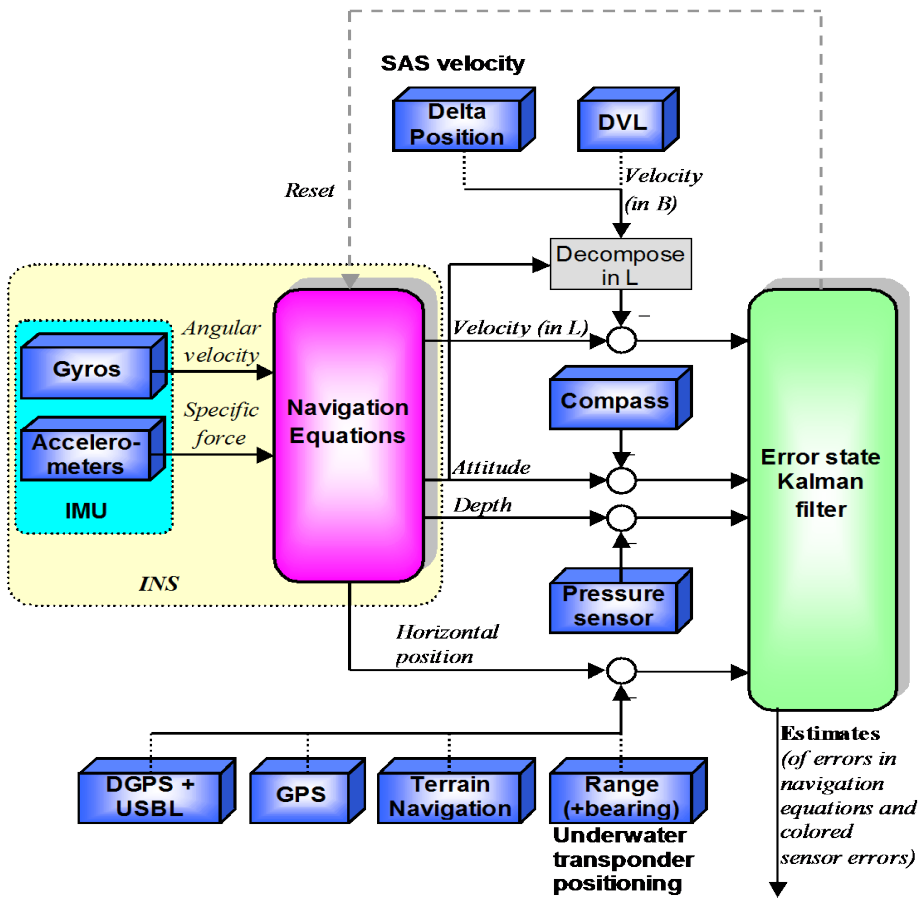 SAS velocity
Delta
Position
DVL
Reset
Velocity
(in B)
Decompose
in L
–
Angular
velocity
Velocity (in L)
Gyros
Navigation
Equations
Specific
force
Compass
Accelero-
meters
–
Attitude
Error state
Kalman
filter
IMU
Depth
–
INS
Pressure
sensor
Horizontal
position
–
Estimates
(of errors in
navigation
equations and
colored
sensor errors)
DGPS +
USBL
GPS
Terrain
Navigation
Range
(+bearing)
Underwater
transponder
positioning